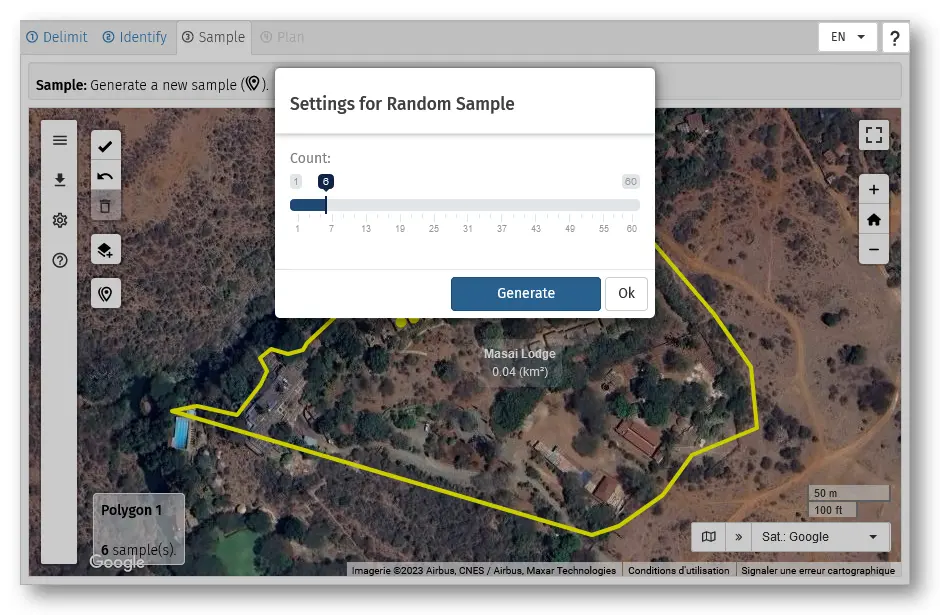 ① Delimit ② Identify ③ Sample ④ Plan
EN
?
Sample: Generate a new sample ( ).
Settings for Random Sample
Count:
1 6 60
1 7 13 19 25 31 37 43 49 55 60
Generate Ok
Masai Lodge
0.04 (km²)
Polygon 1
6 sample(s).
Google
50 m
100 ft
» Sat.: Google
Imagerie ©2023 Airbus, CNES / Airbus, Maxar Technologies Conditions d'utilisation Signaler une erreur cartographique